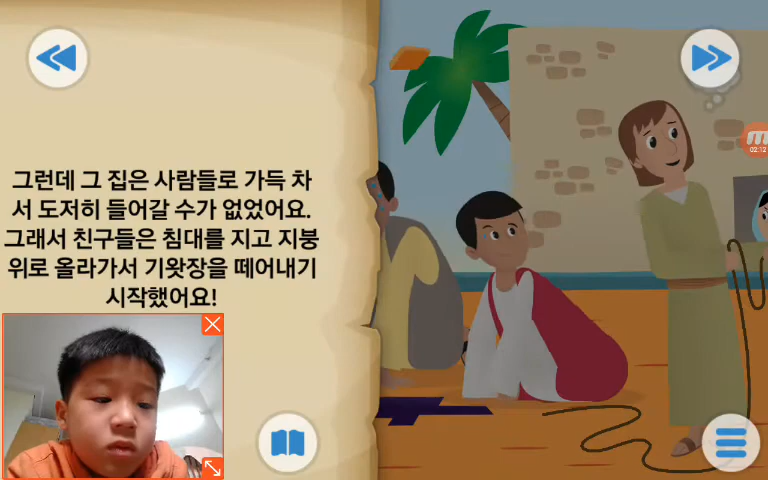 그런데 그 집은 사람들로 가득 차
서 도저히 들어갈 수가 없었어요.
그래서 친구들은 침대를 지고 지붕
위로 올라가서 기왓장을 떼어내기
시작했어요!
02:12